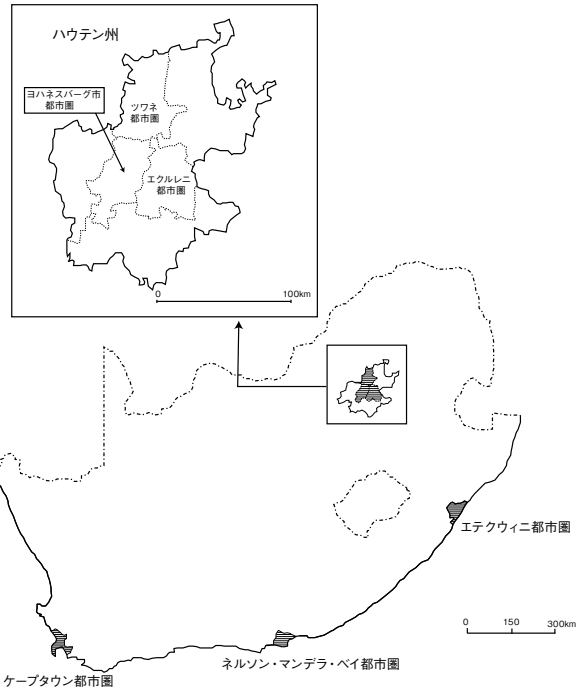 ハウテン州
ヨハネスバーグ市
都市圏
ツワネ
都市圏
エクルレニ
都市圏
0 100km
エテクウィニ都市圏
0 150 300km
ネルソン・マンデラ・ベイ都市圏
ケープタウン都市圏